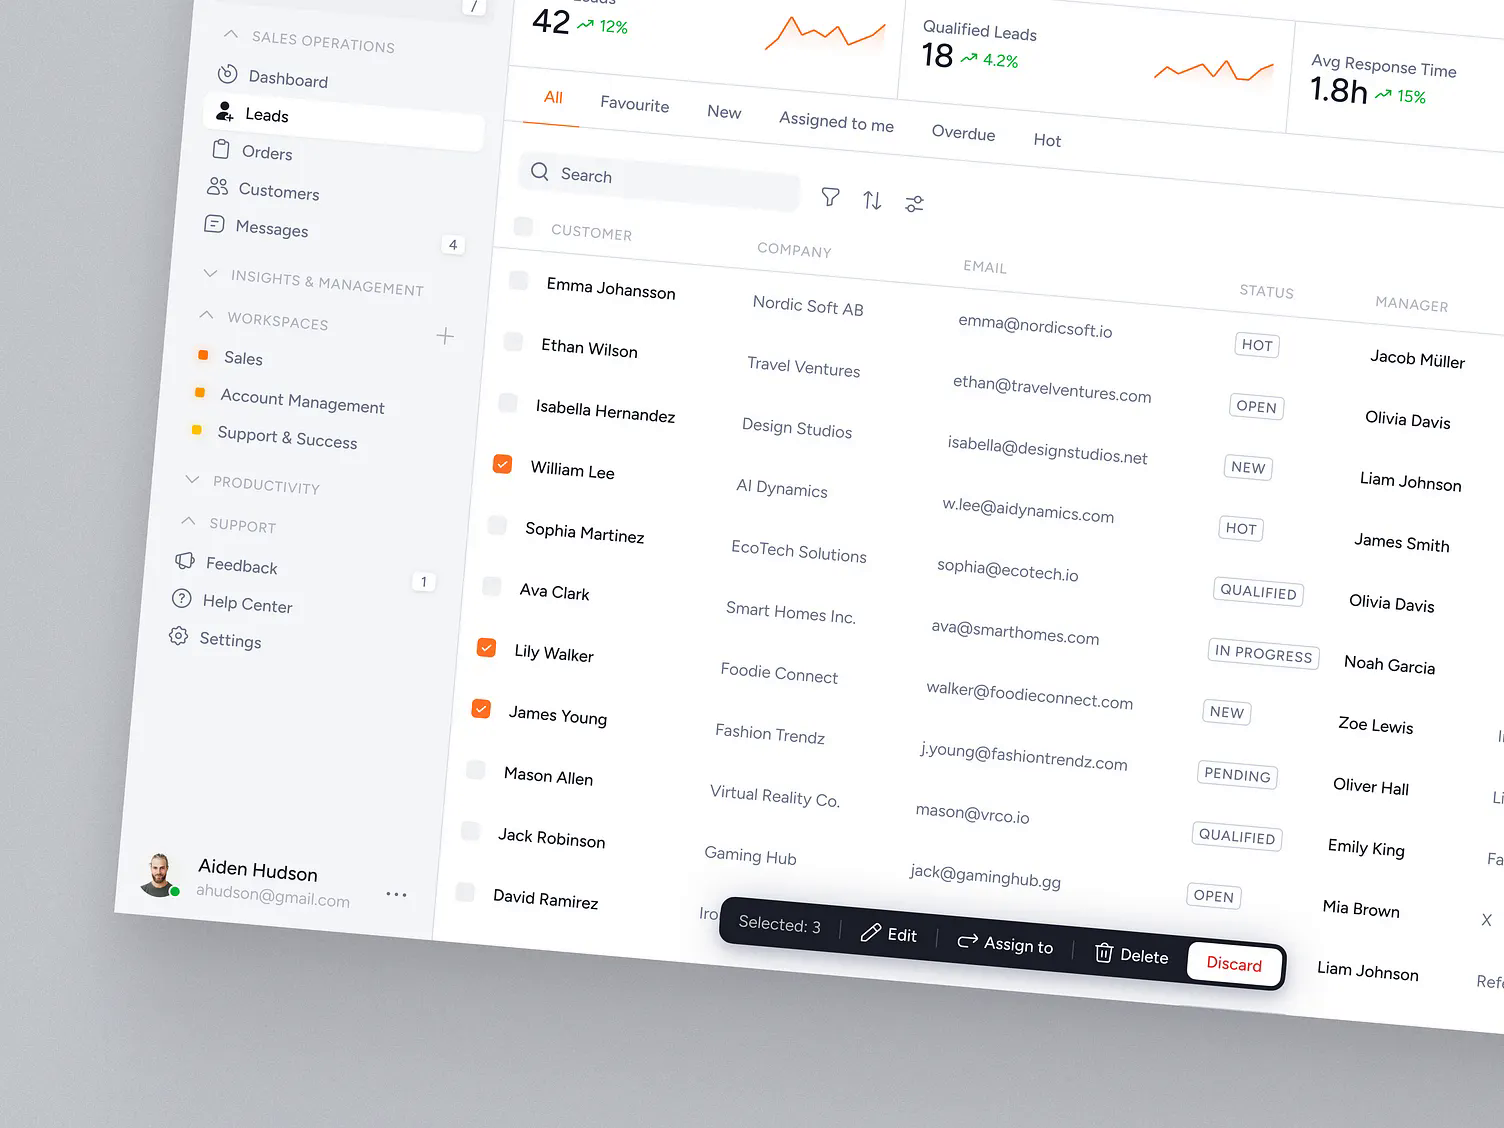 /
SALES OPERATIONS
Dashboard
Leads
Orders
Customers
Messages 4
INSIGHTS & MANAGEMENT
WORKSPACES
Sales
Account Management
Support & Success
PRODUCTIVITY
SUPPORT
Feedback 1
Help Center
Settings
Aiden Hudson
ahudson@gmail.com
42 12%
Qualified Leads
18 4.2%
Avg Response Time
1.8h 15%
All Favourite New Assigned to me Overdue Hot
Search
CUSTOMER COMPANY EMAIL STATUS MANAGER
Emma Johansson Nordic Soft AB emma@nordicsoft.io HOT Jacob Müller
Ethan Wilson Travel Ventures ethan@travelventures.com OPEN Olivia Davis
Isabella Hernandez Design Studios isabella@designstudios.net NEW Liam Johnson
William Lee AI Dynamics w.lee@aidynamics.com HOT James Smith
Sophia Martinez EcoTech Solutions sophia@ecotech.io QUALIFIED Olivia Davis
Ava Clark Smart Homes Inc. ava@smarthomes.com IN PROGRESS Noah Garcia
Lily Walker Foodie Connect walker@foodieconnect.com NEW Zoe Lewis
James Young Fashion Trendz j.young@fashiontrendz.com PENDING Oliver Hall
Mason Allen Virtual Reality Co. mason@vrco.io QUALIFIED Emily King
Jack Robinson Gaming Hub jack@gaminghub.gg OPEN Mia Brown X
David Ramirez Liam Johnson
Selected: 3 Edit Assign to Delete Discard